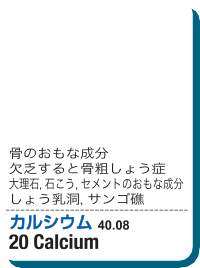 骨のおもな成分
欠乏すると骨粗しょう症
大理石, 石こう, セメントのおもな成分
しょう乳洞, サンゴ礁
カルシウム 40.08
20 Calcium